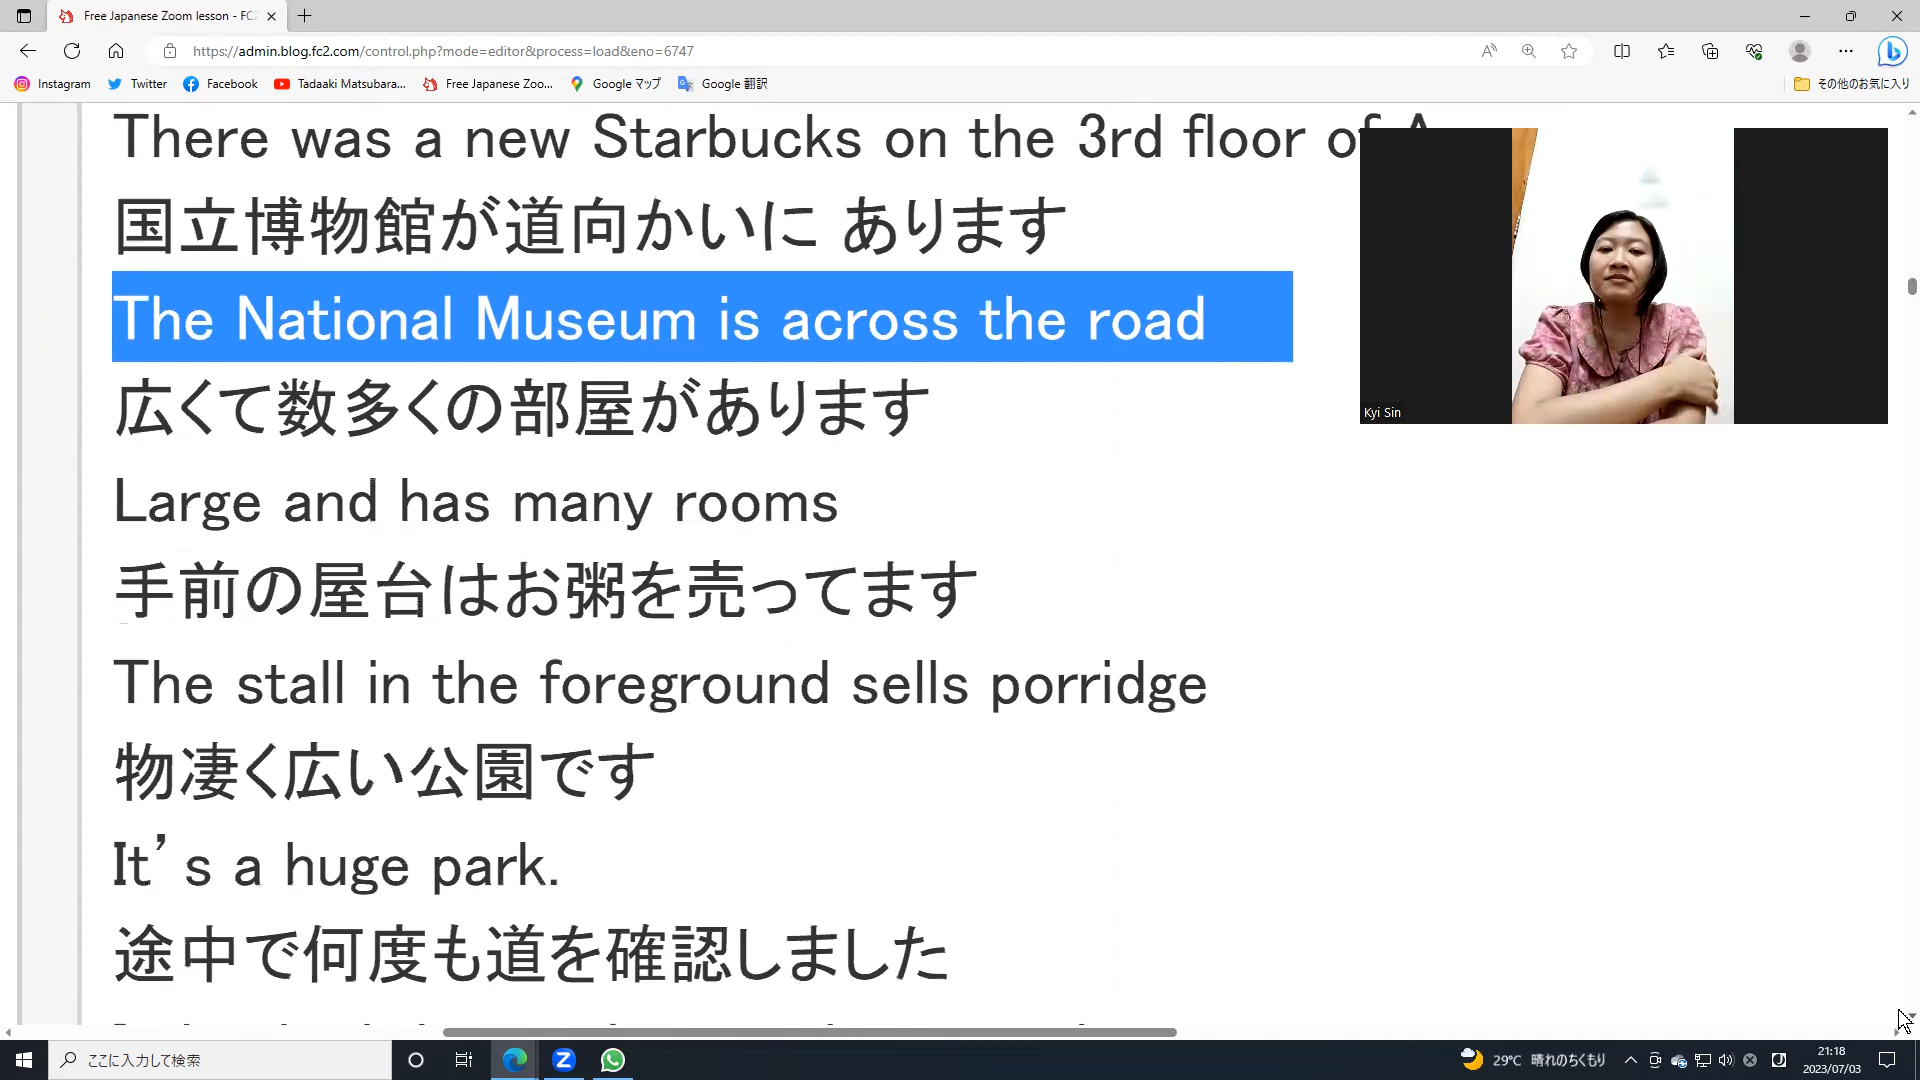 Free Japanese Zoom lesson - FC2
https://admin.blog.fc2.com/control.php?mode=editor&process=load&eno=6747
Instagram Twitter Facebook Tadaaki Matsubara... Free Japanese Zoo... Google マップ Google 翻訳 その他のお気に入り
There was a new Starbucks on the 3rd floor of A
国立博物館が道向かいに あります
The National Museum is across the road
広くて数多くの部屋があります
Large and has many rooms
手前の屋台はお粥を売ってます
The stall in the foreground sells porridge
物凄く広い公園です
It’s a huge park.
途中で何度も道を確認しました
Kyi Sin
ここに入力して検索
29°C 晴れのちくもり
21:18
2023/07/03